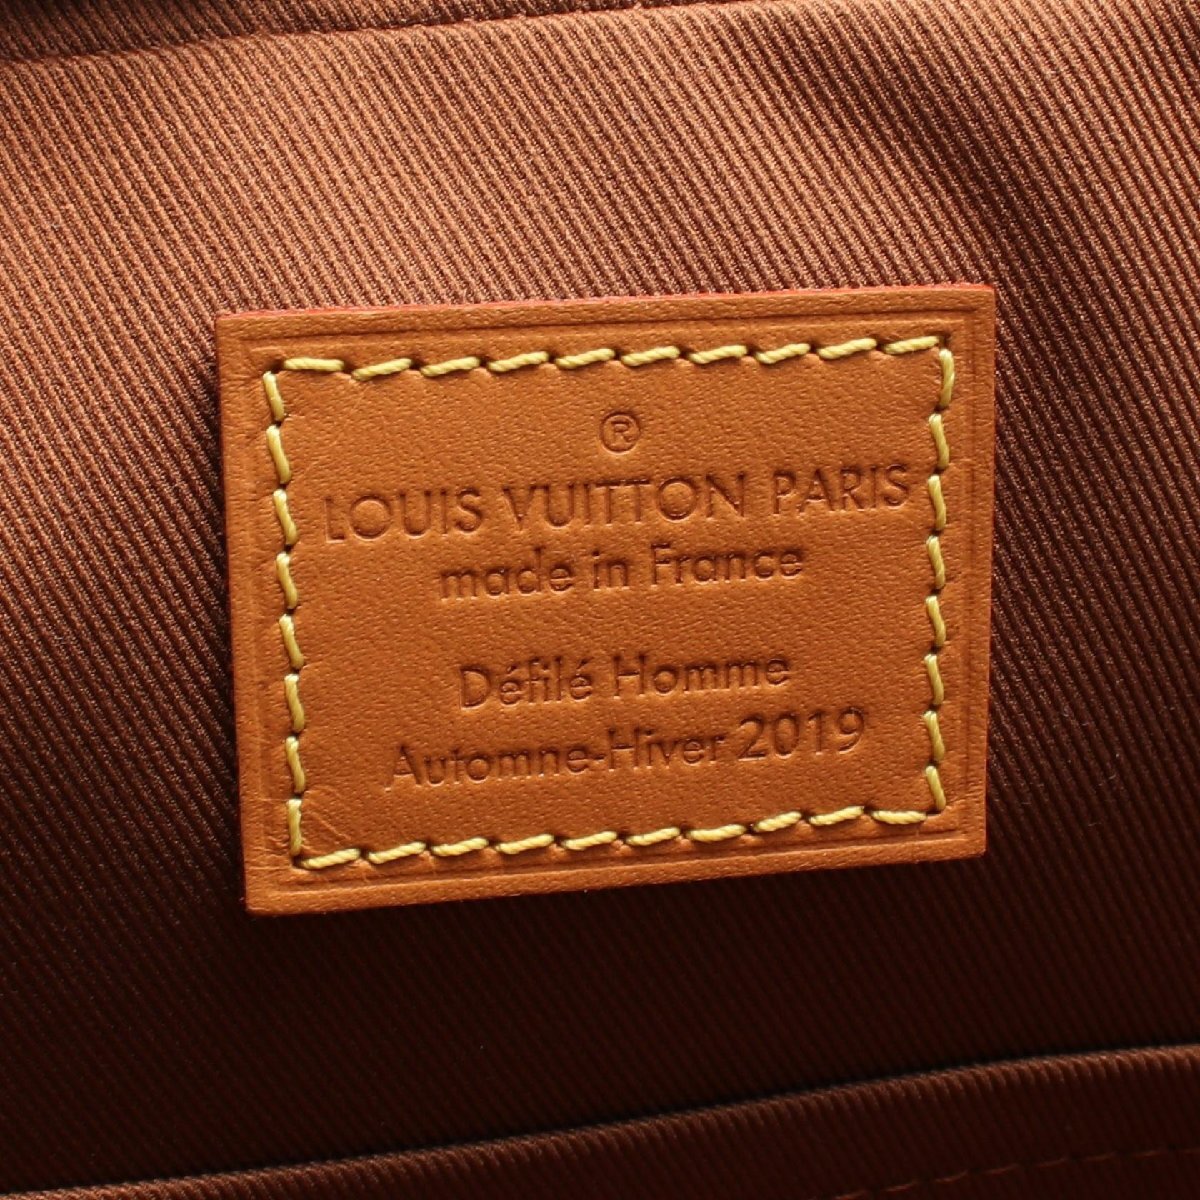 ®
LOUIS VUITTON PARIS
made in France
Défilé Homme
Automne-Hiver 2019